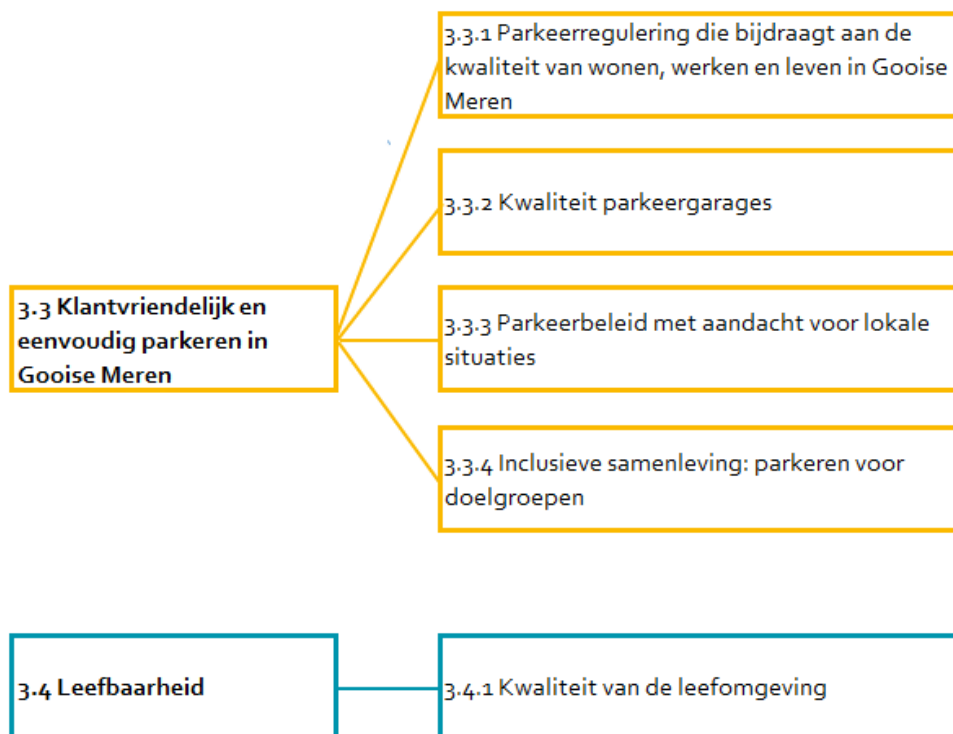 3.3.1 Parkeerregulering die bijdraagt aan de
kwaliteit van wonen, werken en leven in Gooise
Meren
3.3.2 Kwaliteit parkeergarages
3.3 Klantvriendelijk en
eenvoudig parkeren in
Gooise Meren
3.3.3 Parkeerbeleid met aandacht voor lokale
situaties
3.3.4 Inclusieve samenleving: parkeren voor
doelgroepen
3.4 Leefbaarheid
3.4.1 Kwaliteit van de leefomgeving